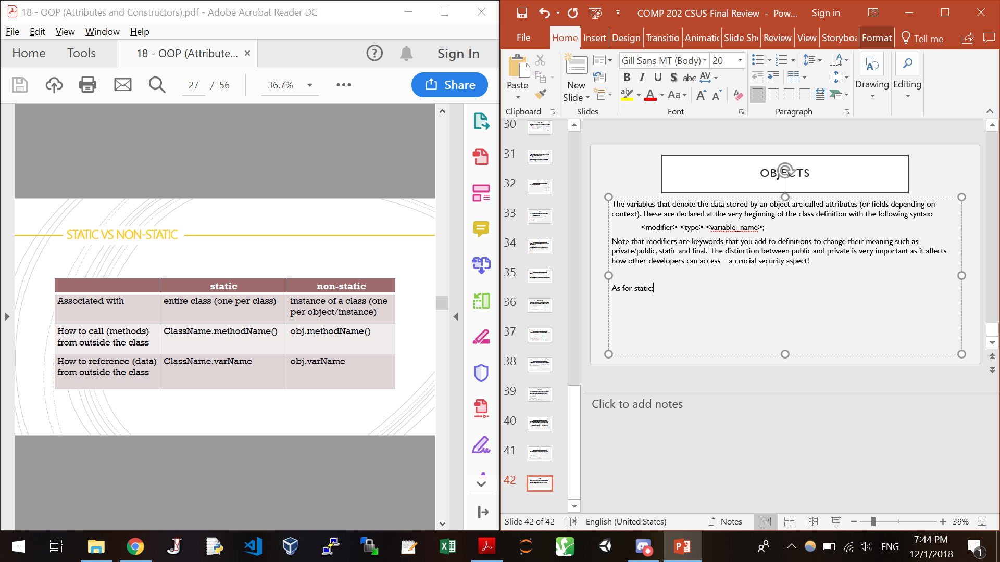 18 - OOP (Attributes and Constructors).pdf - Adobe Acrobat Reader DC
File Edit View Window Help
Home Tools 18 - OOP (Attribute... × Sign In
27 / 56 36.7% Share
STATIC VS NON-STATIC
static non-static
Associated with entire class (one per class) instance of a class (one
per object/instance)
How to call (methods) ClassName.methodName() obj.methodName()
from outside the class
How to reference (data) ClassName.varName obj.varName
from outside the class
COMP 202 CSUS Final Review - Pow... Sign in
File Home Insert Design Transitio Animatic Slide Sh Review View Storyboa Format Tell me
Gill Sans MT (Body) 20
B I U S abc AV
Paste New Slide Aa A A Drawing Editing
Clipboard Slides Font Paragraph
30
31
32
33
34
35
36
37
38
39
40
41
42
OBJECTS
The variables that denote the data stored by an object are called attributes (or fields depending on
context). These are declared at the very beginning of the class definition with the following syntax:
<modifier> <type> <variable_name>;
Note that modifiers are keywords that you add to definitions to change their meaning such as
private/public, static and final. The distinction between public and private is very important as it affects
how other developers can access – a crucial security aspect!
As for static:
Click to add notes
Slide 42 of 42 English (United States) Notes 39%
ENG 7:44 PM
12/1/2018 1